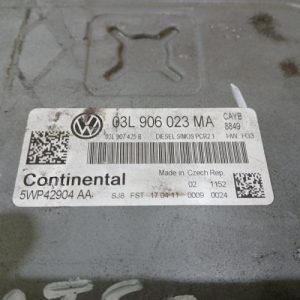 03L 906 023 MA
CAYB
8849
03L 907 425 B DIESEL SIMOS PCR2.1 HW: H33
Continental
5WP42904 AA
Made in Czech Rep.
02 1152
SJ8 FST 17.04.11 0009 0024